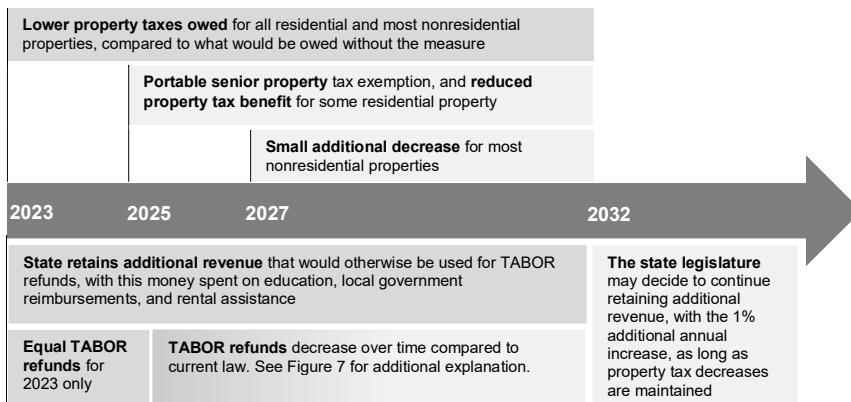 Lower property taxes owed for all residential and most nonresidential
properties, compared to what would be owed without the measure
Portable senior property tax exemption, and reduced
property tax benefit for some residential property
Small additional decrease for most
nonresidential properties
2023
2025
2027
2032
State retains additional revenue that would otherwise be used for TABOR
refunds, with this money spent on education, local government
reimbursements, and rental assistance
Equal TABOR
refunds for
2023 only
TABOR refunds decrease over time compared to
current law. See Figure 7 for additional explanation.
The state legislature
may decide to continue
retaining additional
revenue, with the 1%
additional annual
increase, as long as
property tax decreases
are maintained